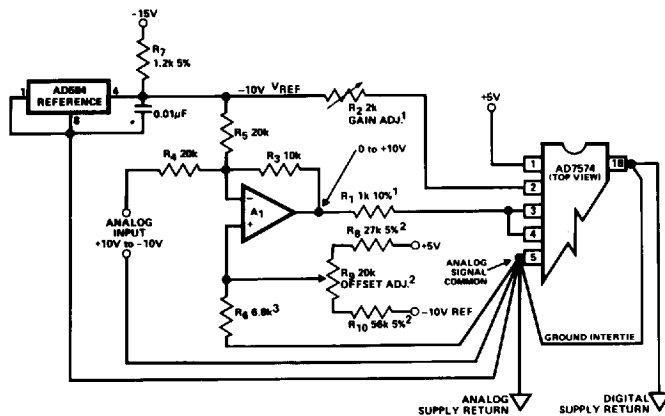 -15V
R7
1.2k 5%
1
AD584
REFERENCE
4
8
0.01µF
-10V VREF
R2 2k
GAIN ADJ.1
+5V
R5 20k
0 to +10V
R4 20k
R3 10k
A1
−
+
R1 1k 10%1
1
2
3
4
5
18
AD7574
(TOP VIEW)
ANALOG
INPUT
+10V to -10V
R8 27k 5%2
+5V
R9 20k
OFFSET ADJ.2
R10 56k 5%2
-10V REF
R6 6.8k3
ANALOG
SIGNAL
COMMON
GROUND INTERTIE
ANALOG
SUPPLY RETURN
DIGITAL
SUPPLY RETURN